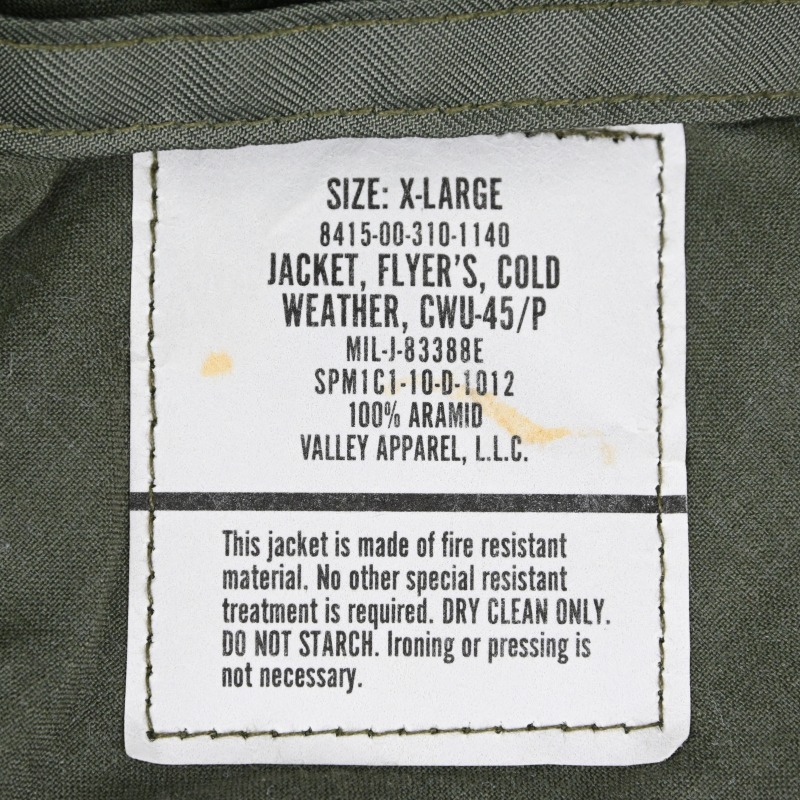 SIZE: X-LARGE
8415-00-310-1140
JACKET, FLYER'S, COLD
WEATHER, CWU-45/P
MIL-J-83388E
SPM1C1-10-D-1012
100% ARAMID
VALLEY APPAREL, L.L.C.
This jacket is made of fire resistant
material. No other special resistant
treatment is required. DRY CLEAN ONLY.
DO NOT STARCH. Ironing or pressing is
not necessary.